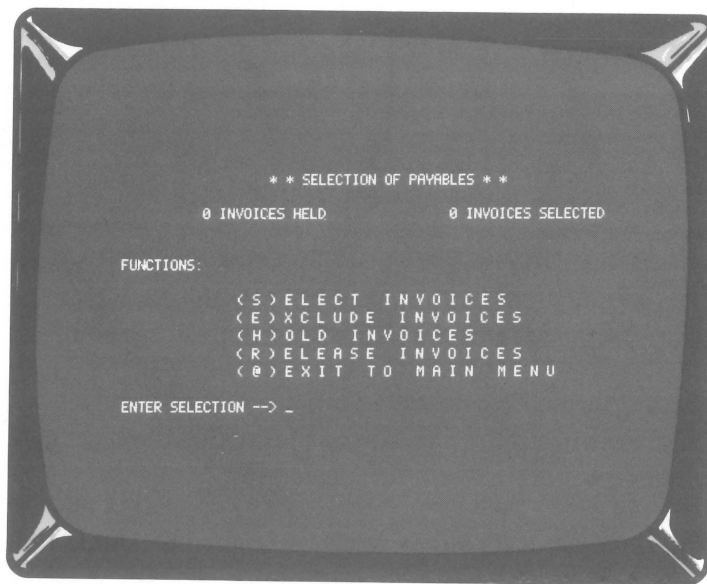 * * SELECTION OF PAYABLES * *
0 INVOICES HELD 0 INVOICES SELECTED
FUNCTIONS:
(S)ELECT INVOICES
(E)XCLUDE INVOICES
(H)OLD INVOICES
(R)ELEASE INVOICES
(@)EXIT TO MAIN MENU
ENTER SELECTION --> _